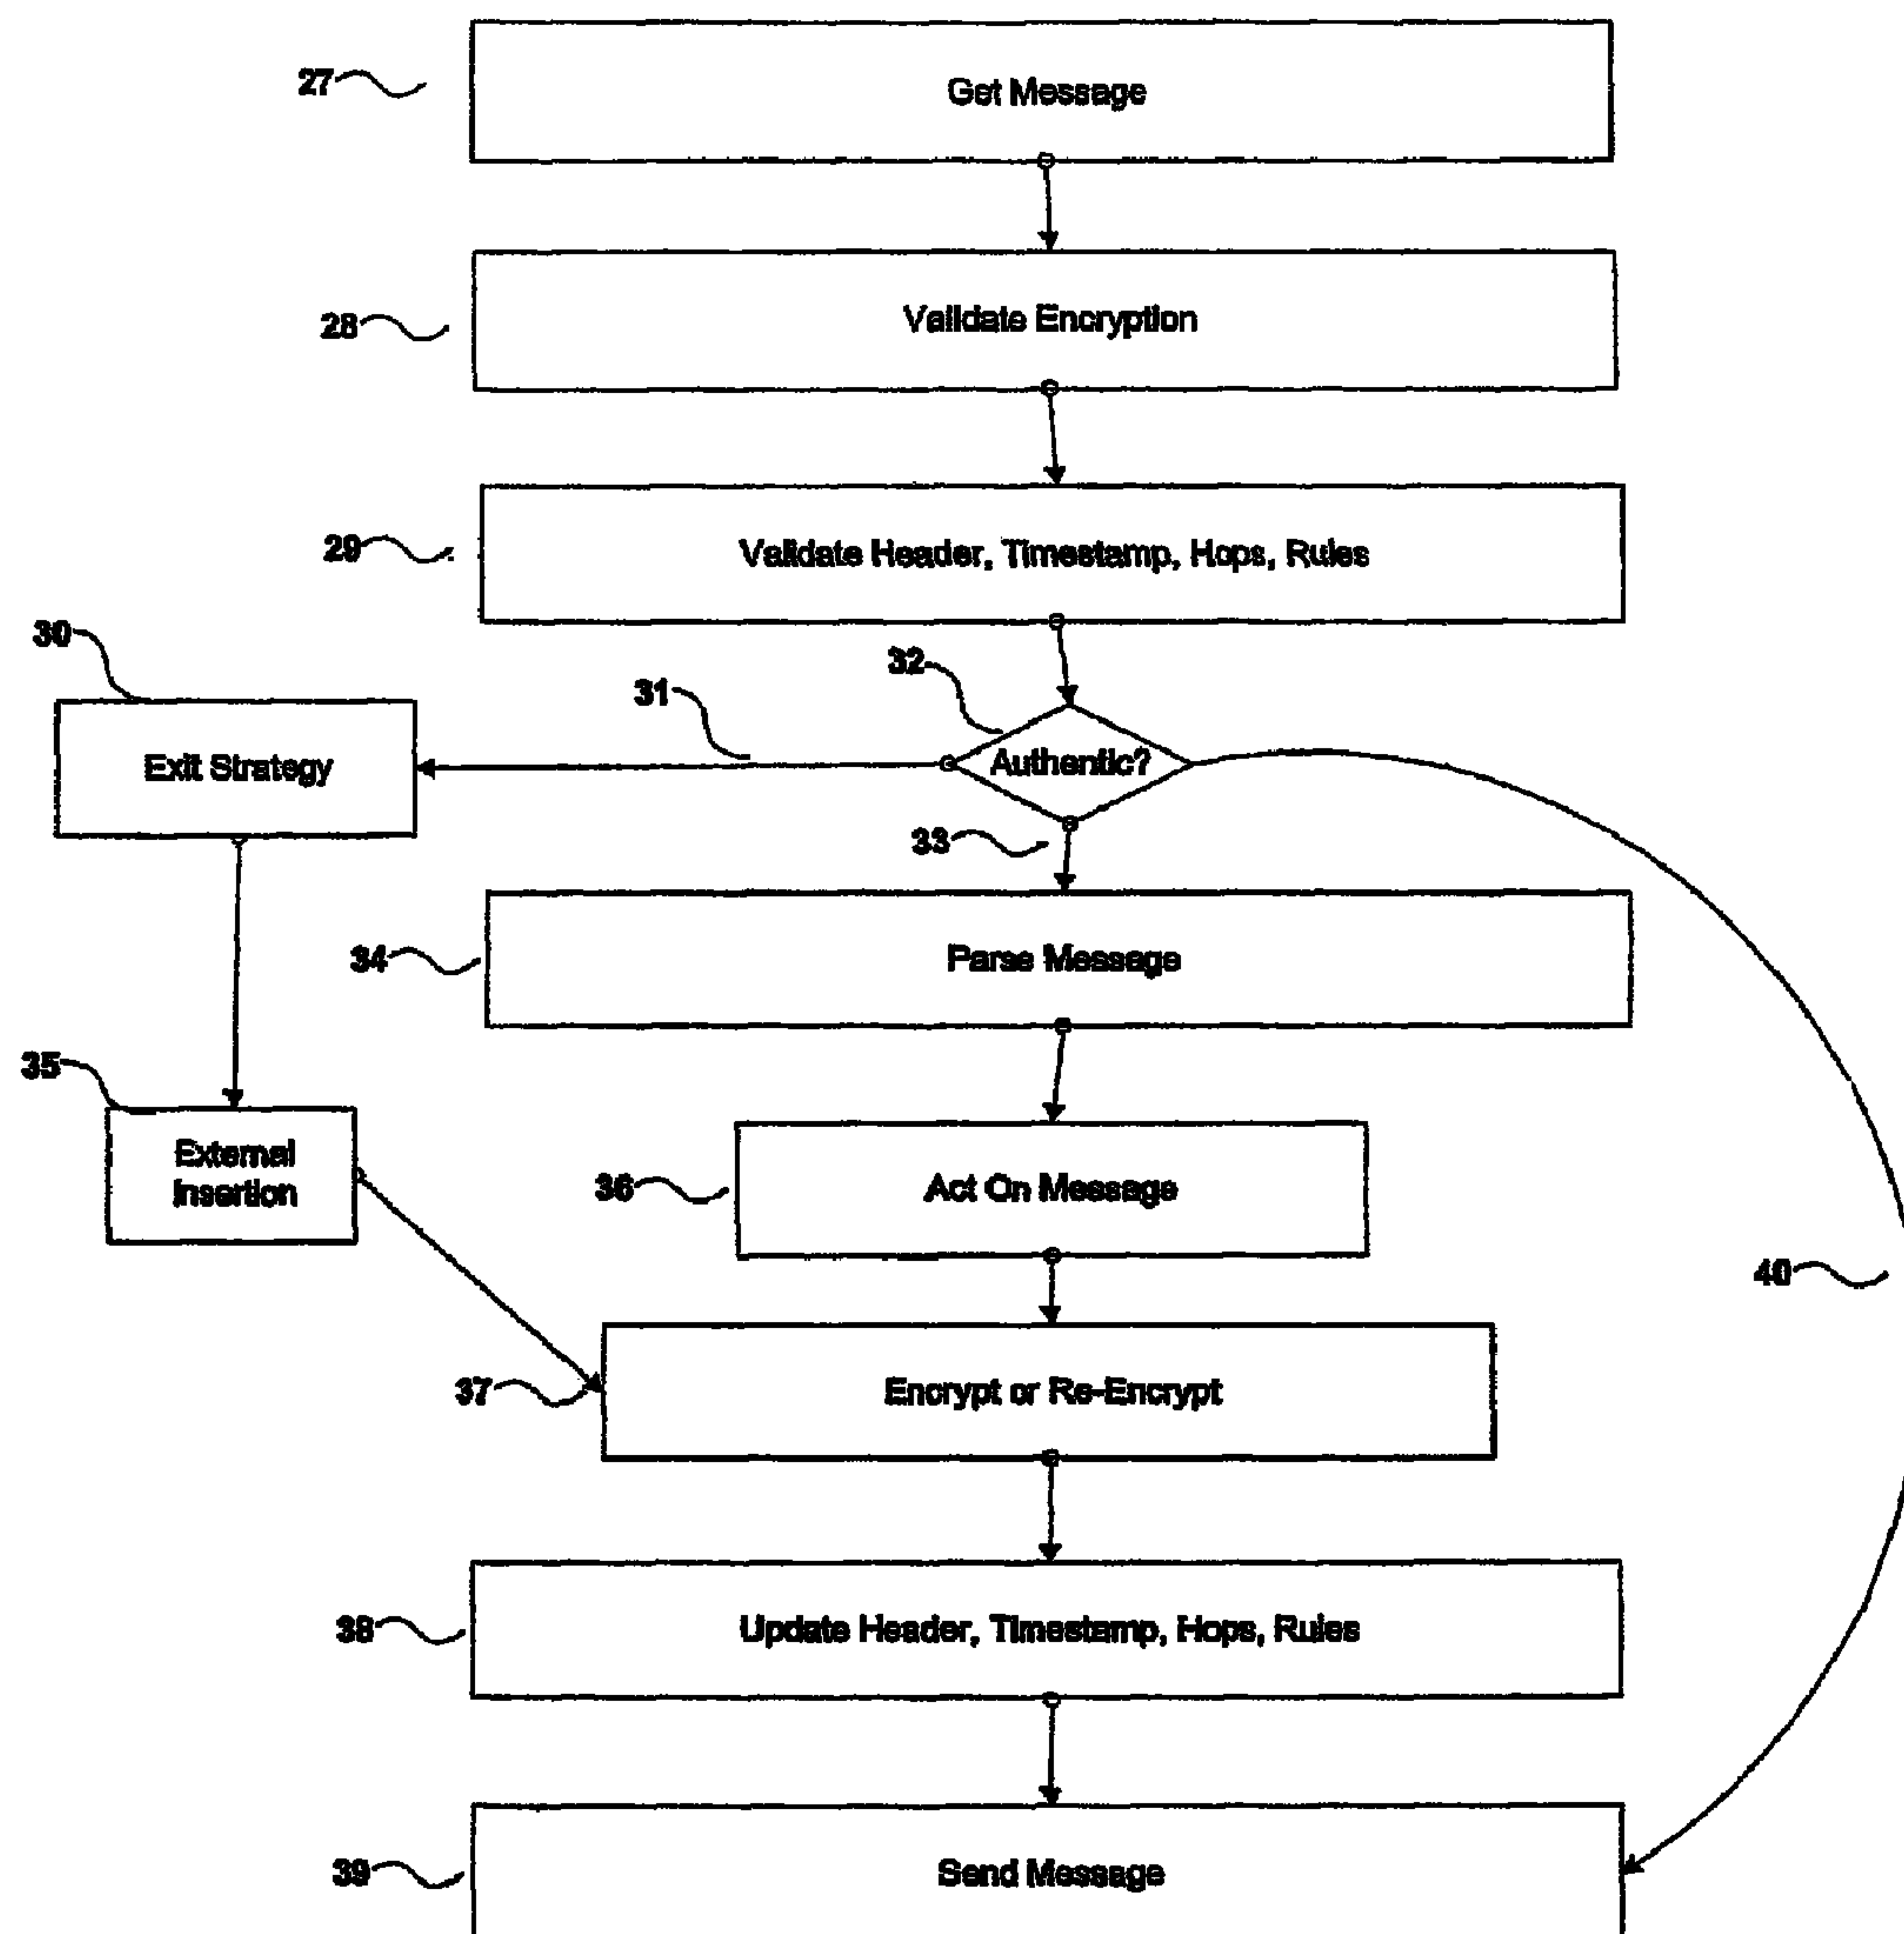 27
Get Message
28
Validate Encryption
29
Validate Header, Timestamp, Hops, Rules
30
31
32
Exit Strategy
Authentic?
33
34
Parse Message
35
External
Insertion
36
Act On Message
40
37
Encrypt or Re-Encrypt
38
Update Header, Timestamp, Hops, Rules
39
Send Message